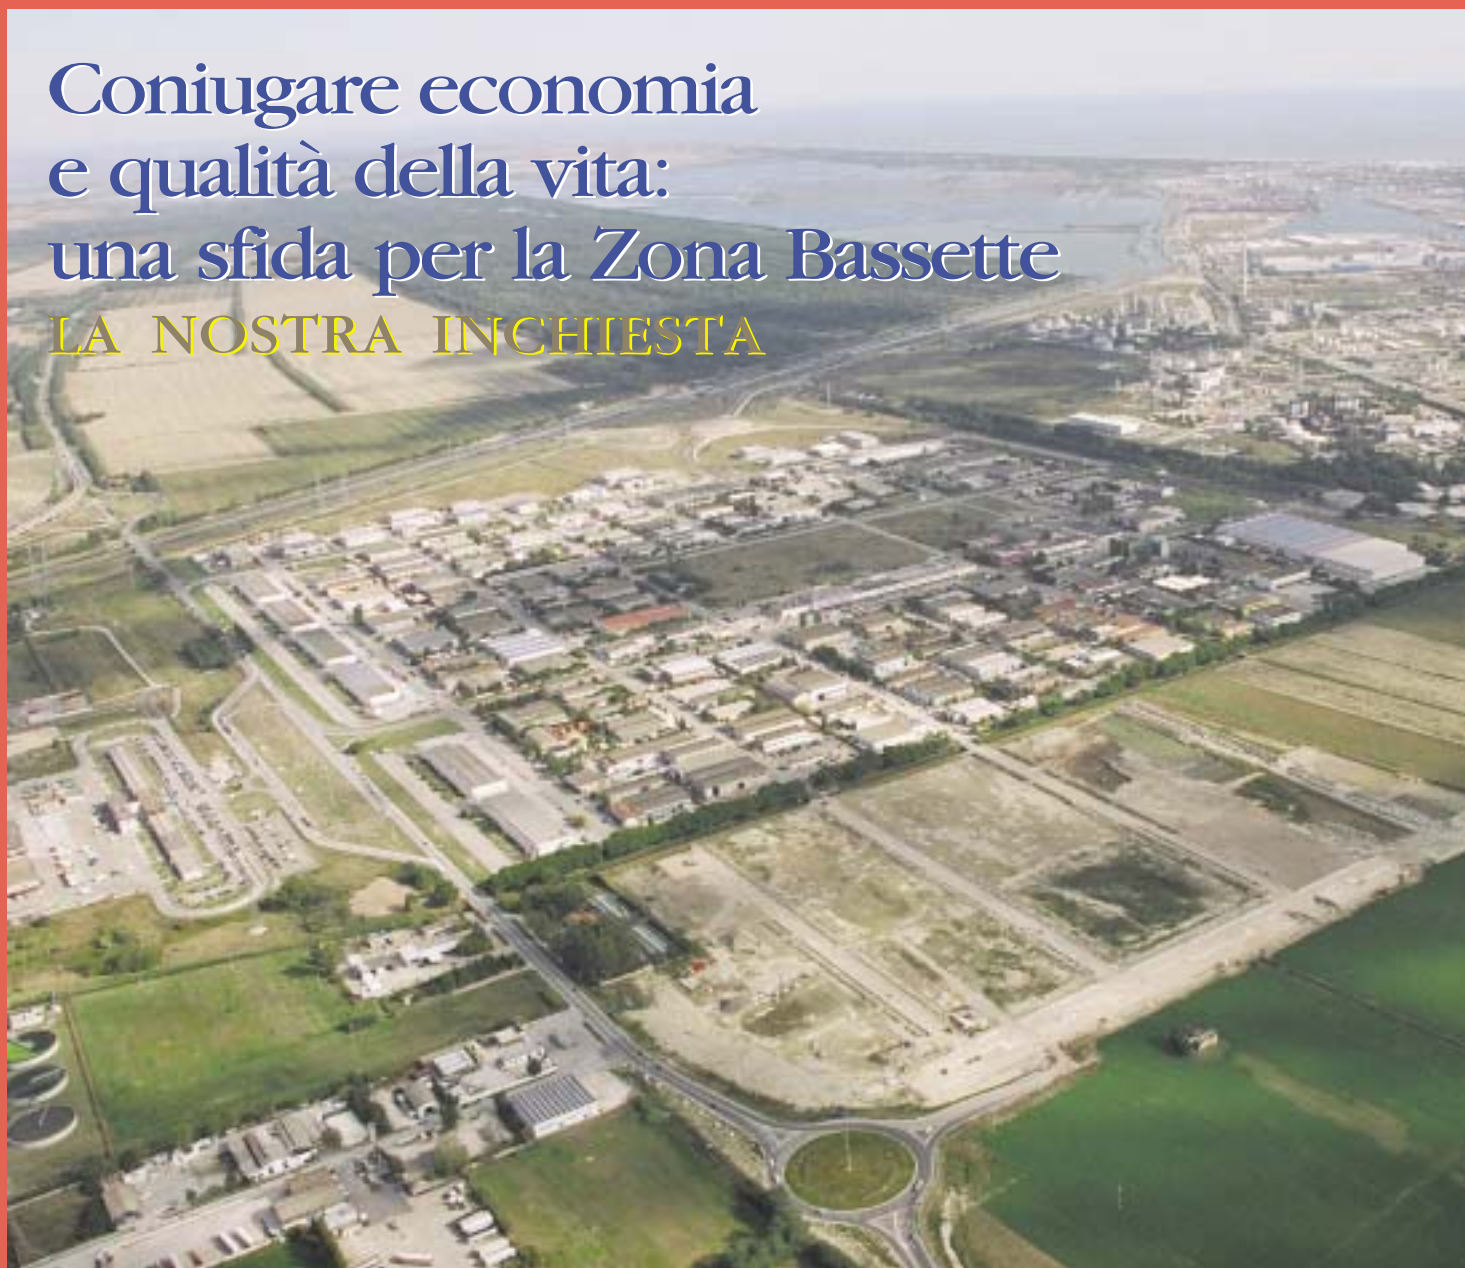 Coniugare economia
e qualità della vita:
una sfida per la Zona Bassette
LA NOSTRA INCHIESTA